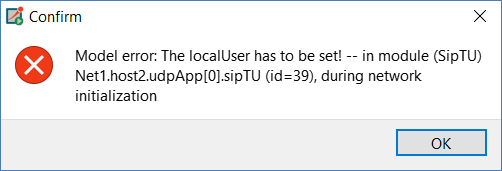 Confirm
Model error: The localUser has to be set! -- in module (SipTU)
Net1.host2.udpApp[0].sipTU (id=39), during network
initialization
OK